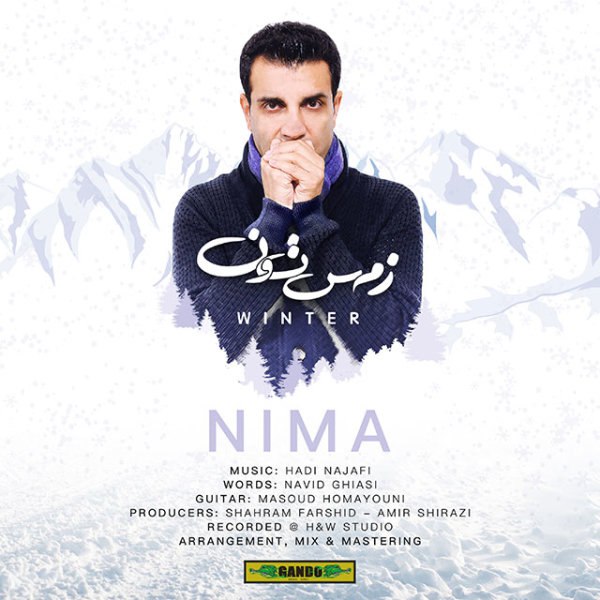 زمستون
WINTER
NIMA
MUSIC: HADI NAJAFI
WORDS: NAVID GHIASI
GUITAR: MASOUD HOMAYOUNI
PRODUCERS: SHAHRAM FARSHID – AMIR SHIRAZI
RECORDED @ H&W STUDIO
ARRANGEMENT, MIX & MASTERING
GANDO